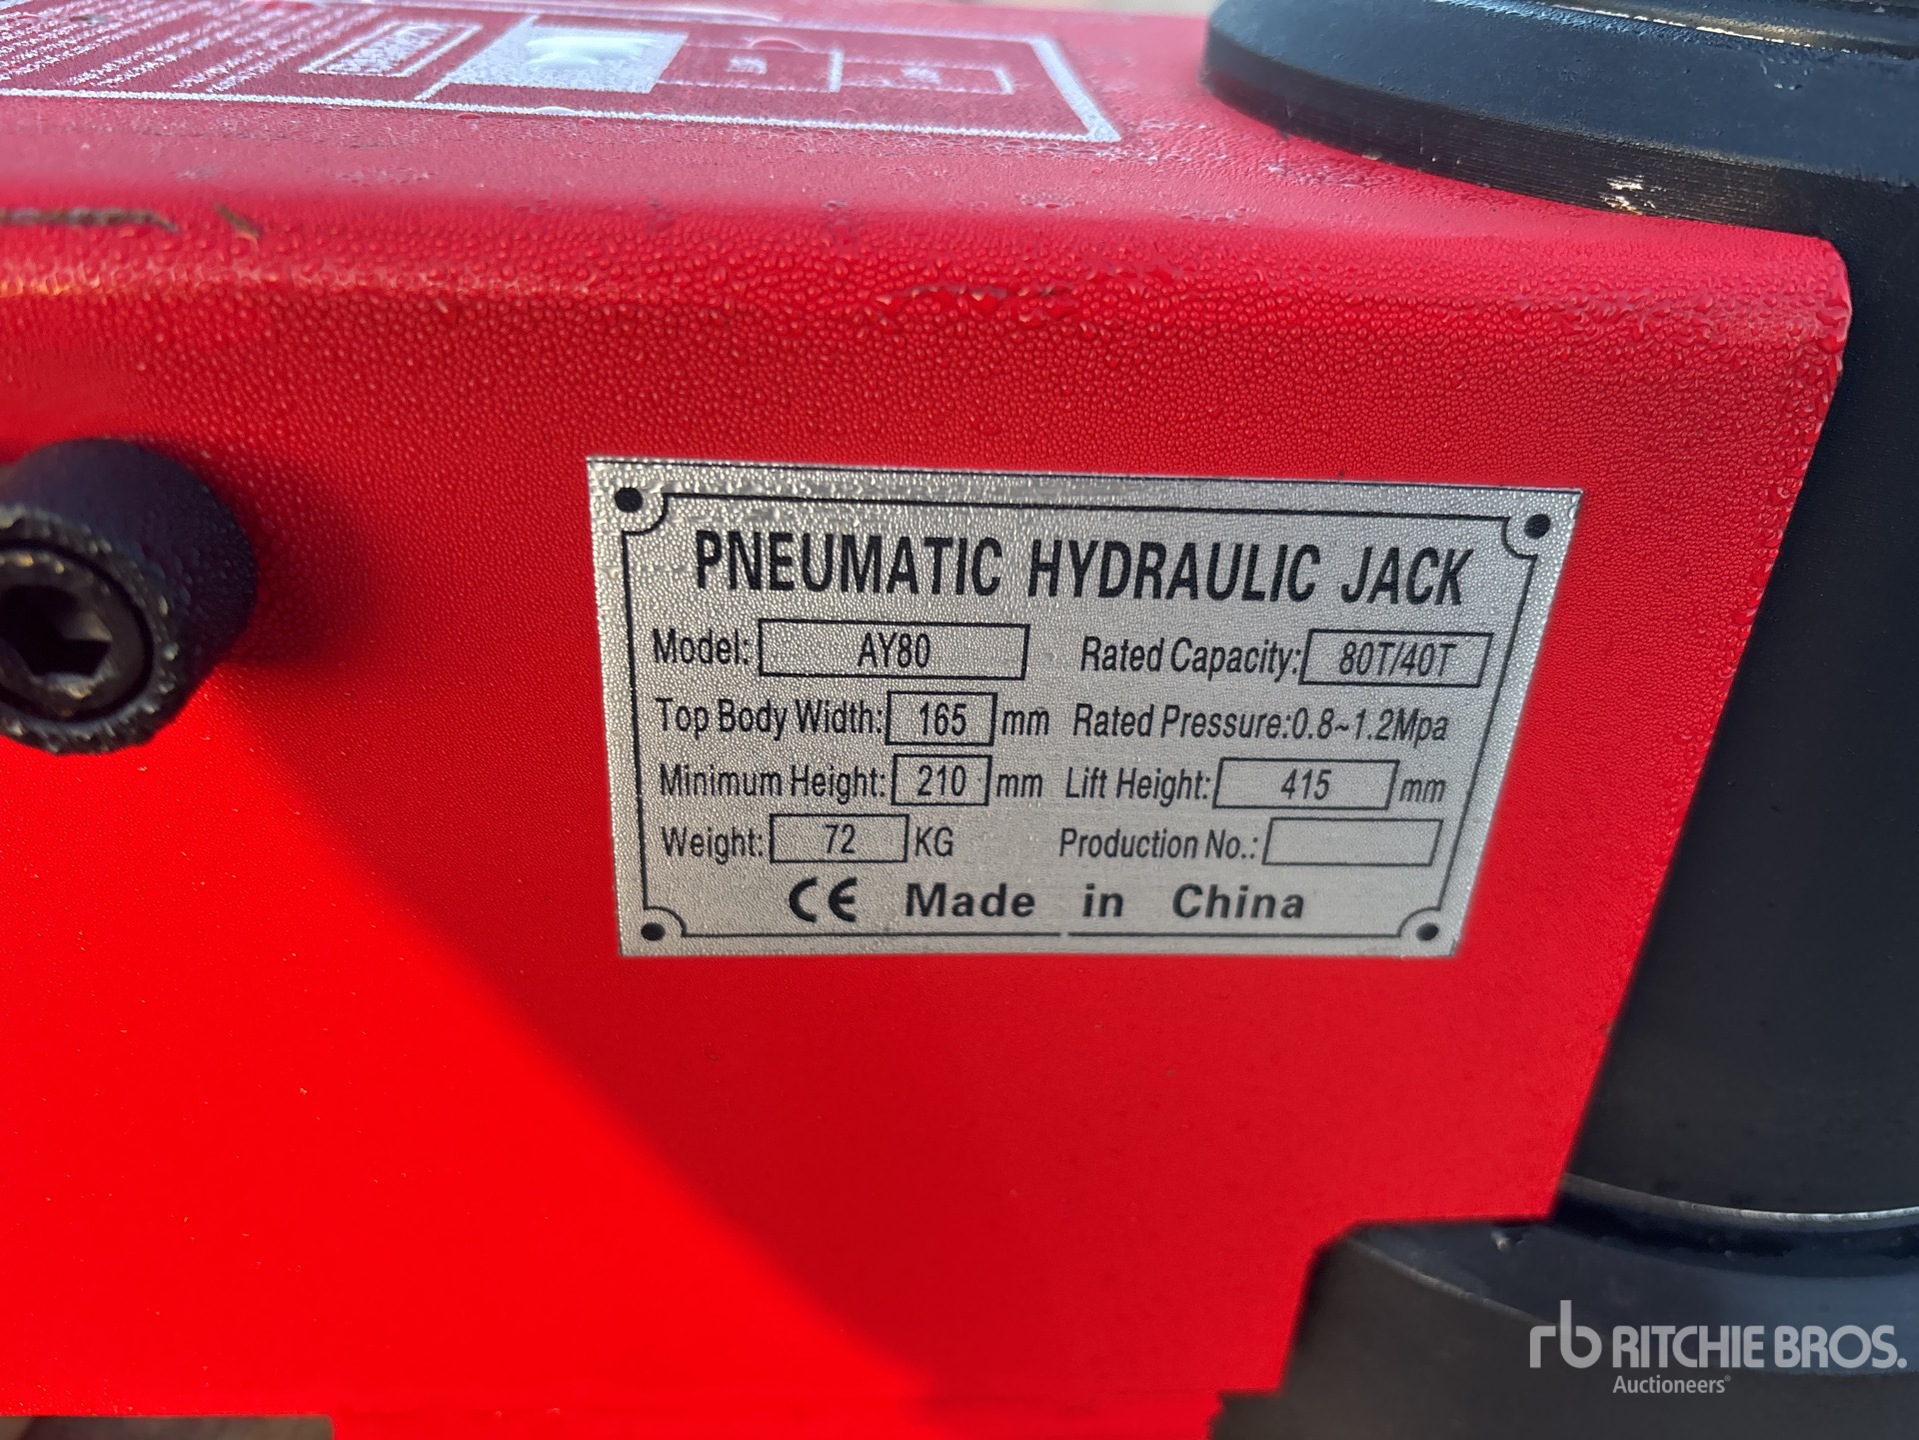 PNEUMATIC HYDRAULIC JACK
Model: AY80 Rated Capacity: 80T/40T
Top Body Width: 165 mm Rated Pressure:0.8~1.2Mpa
Minimum Height: 210 mm Lift Height: 415 mm
Weight: 72 KG Production No.:
CE Made in China
rb RITCHIE BROS.
Auctioneers®